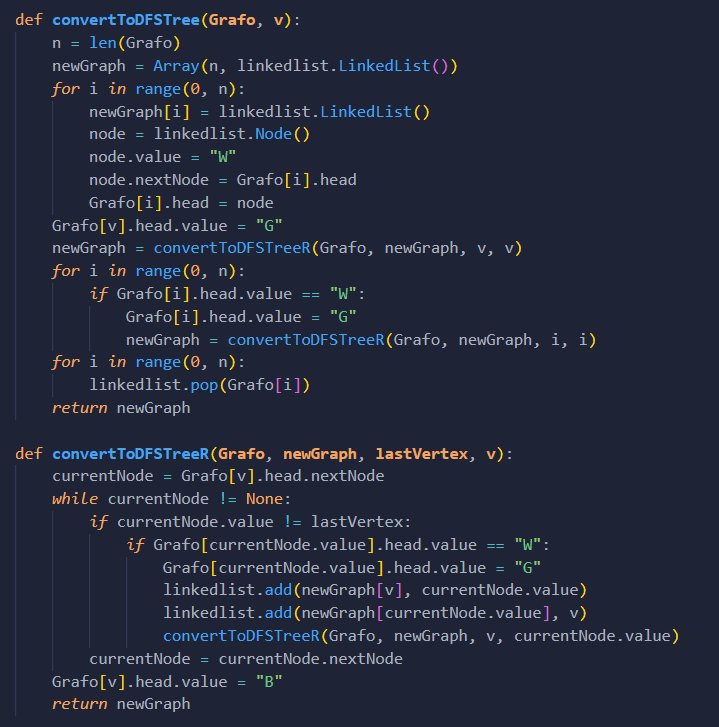 def convertToDFSTree(Grafo, v):
    n = len(Grafo)
    newGraph = Array(n, linkedlist.LinkedList())
    for i in range(0, n):
        newGraph[i] = linkedlist.LinkedList()
        node = linkedlist.Node()
        node.value = "W"
        node.nextNode = Grafo[i].head
        Grafo[i].head = node
    Grafo[v].head.value = "G"
    newGraph = convertToDFSTreeR(Grafo, newGraph, v, v)
    for i in range(0, n):
        if Grafo[i].head.value == "W":
            Grafo[i].head.value = "G"
            newGraph = convertToDFSTreeR(Grafo, newGraph, i, i)
    for i in range(0, n):
        linkedlist.pop(Grafo[i])
    return newGraph

def convertToDFSTreeR(Grafo, newGraph, lastVertex, v):
    currentNode = Grafo[v].head.nextNode
    while currentNode != None:
        if currentNode.value != lastVertex:
            if Grafo[currentNode.value].head.value == "W":
                Grafo[currentNode.value].head.value = "G"
                linkedlist.add(newGraph[v], currentNode.value)
                linkedlist.add(newGraph[currentNode.value], v)
                convertToDFSTreeR(Grafo, newGraph, v, currentNode.value)
        currentNode = currentNode.nextNode
    Grafo[v].head.value = "B"
    return newGraph